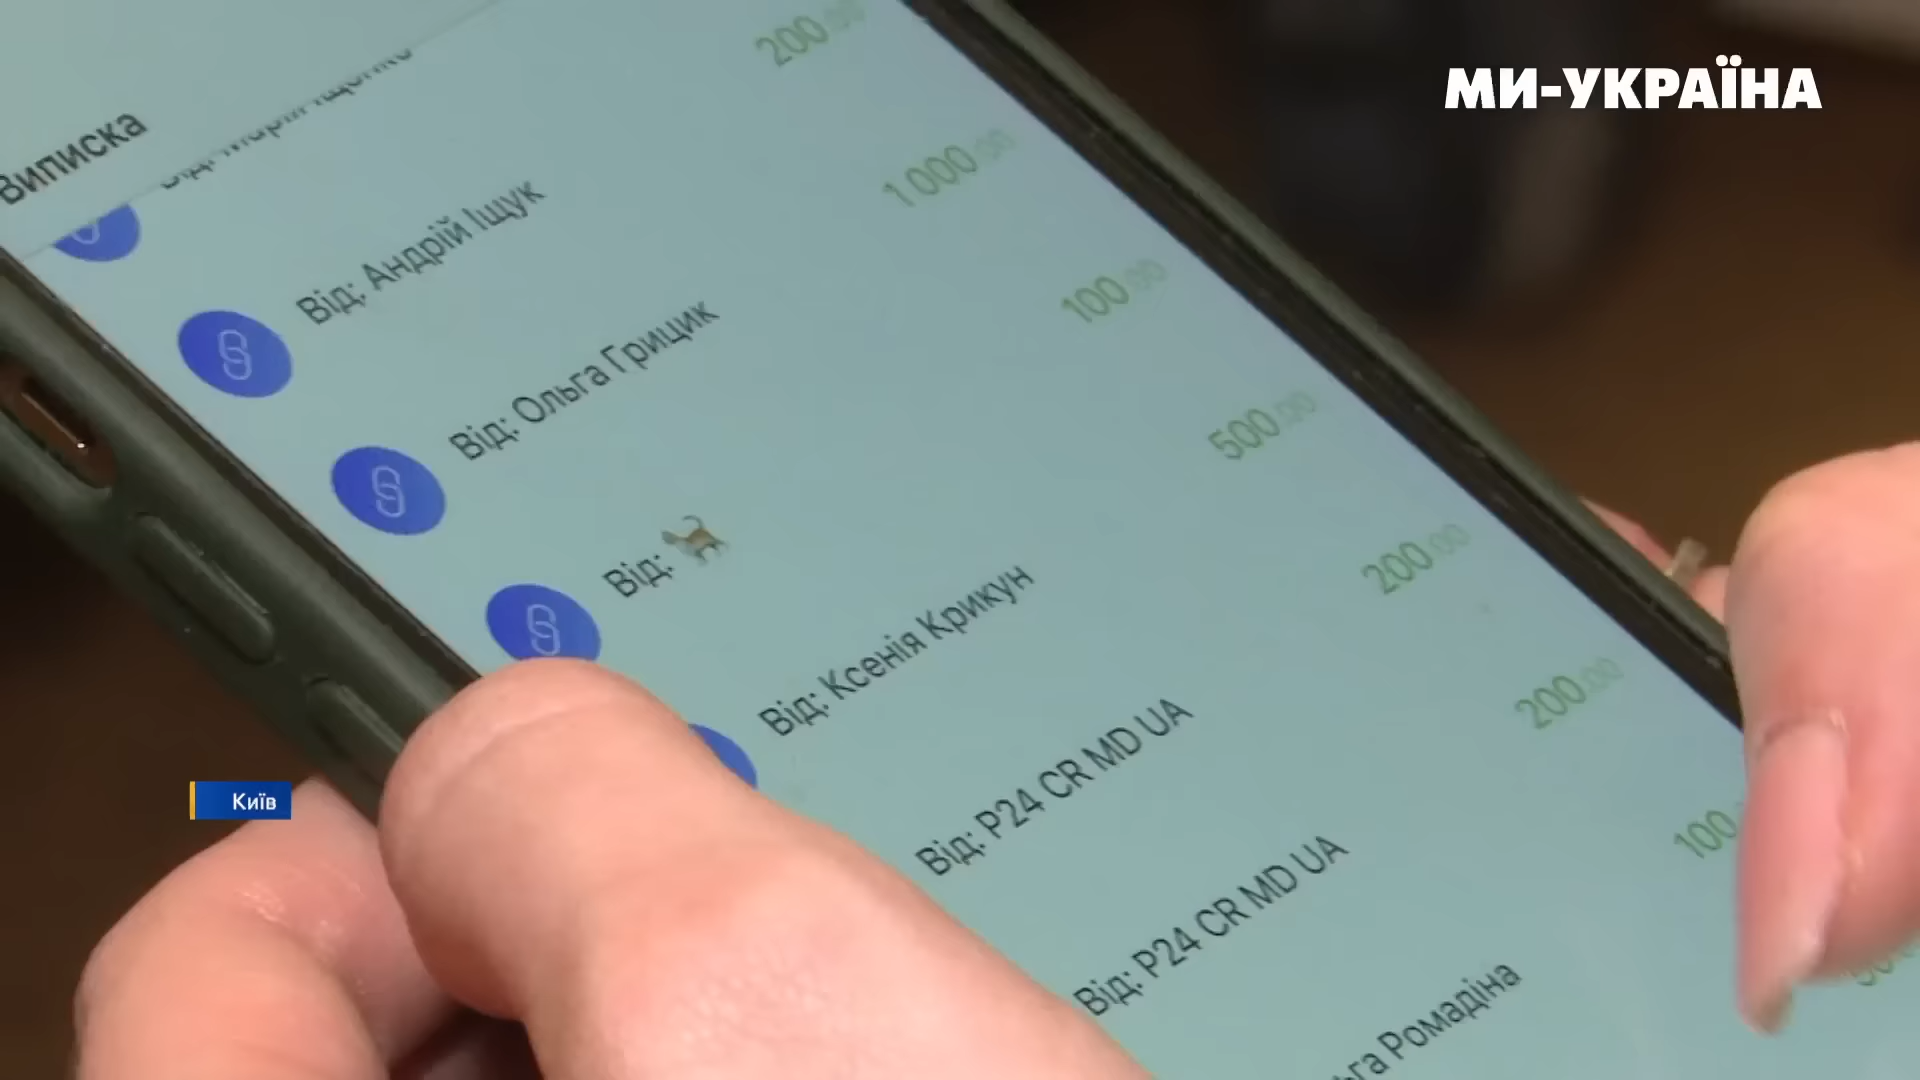 МИ-УКРАЇНА
Виписка
200.00
Від: Андрій Іщук
1 000.00
Від: Ольга Грицик
100.00
Від: 🐈
500.00
Від: Ксенія Крикун
200.00
Від: P24 CR MD UA
200.00
Від: P24 CR MD UA
100
Ромадіна
Київ